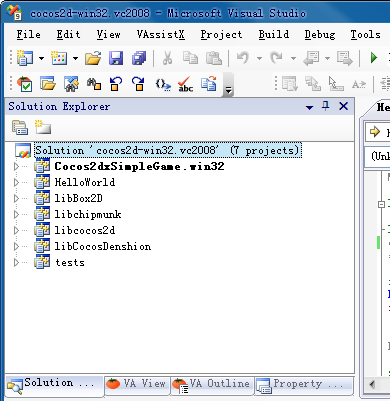 cocos2d-win32.vc2008 - Microsoft Visual Studio
File Edit View VAssistX Project Build Debug Tools
Solution Explorer
He
Solution 'cocos2d-win32.vc2008' (7 projects)
(Un
Cocos2dxSimpleGame.win32
HelloWorld
libBox2D
libchipmunk
libcocos2d
libCocosDenshion
tests
Solution ... VA View VA Outline Property ...